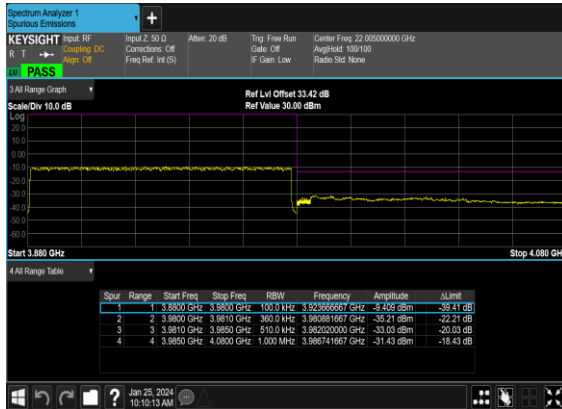 Spectrum Analyzer 1
Spurious Emissions
+
KEYSIGHT Input: RF
R T Coupling: DC
Align: Off
Input Z: 50 Ω
Corrections: Off
Freq Ref: Int (S)
Atten: 20 dB
Trig: Free Run
Gate: Off
IF Gain: Low
Center Freq: 22.005000000 GHz
Avg|Hold: 100/100
Radio Std: None
PASS
3 All Range Graph
Ref Lvl Offset 33.42 dB
Scale/Div 10.0 dB
Ref Value 30.00 dBm
Log
20.0
10.0
0.00
-10.0
-20.0
-30.0
-40.0
-50.0
-60.0
Start 3.880 GHz
Stop 4.080 GH
4 All Range Table
Spur Range Start Freq Stop Freq RBW Frequency Amplitude ΔLimit
1 1 3.8800 GHz 3.9800 GHz 100.0 kHz 3.923666667 GHz -9.409 dBm -39.41 dB
2 2 3.9800 GHz 3.9810 GHz 360.0 kHz 3.980881667 GHz -35.21 dBm -22.21 dB
3 3 3.9810 GHz 3.9850 GHz 510.0 kHz 3.982020000 GHz -33.03 dBm -20.03 dB
4 4 3.9850 GHz 4.0800 GHz 1.000 MHz 3.986741667 GHz -31.43 dBm -18.43 dB
?
Jan 25, 2024
10:10:13 AM